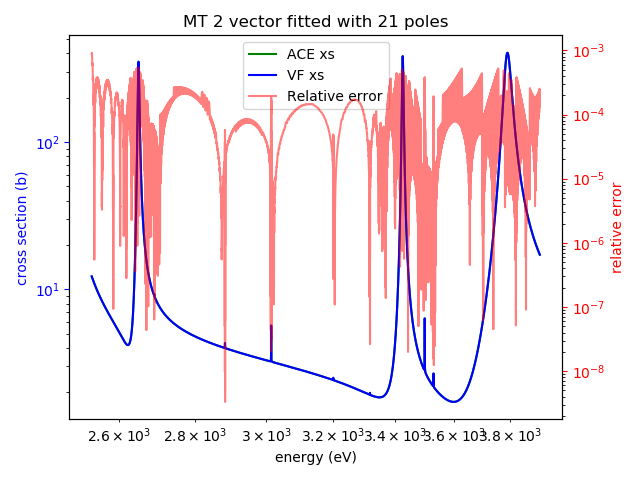 MT 2 vector fitted with 21 poles
ACE xs
VF xs
Relative error
cross section (b)
10²
10¹
relative error
10⁻³
10⁻⁴
10⁻⁵
10⁻⁶
10⁻⁷
10⁻⁸
2.6 × 10³ 2.8 × 10³ 3 × 10³ 3.2 × 10³ 3.4 × 10³ 3.6 × 10³ 3.8 × 10³
energy (eV)